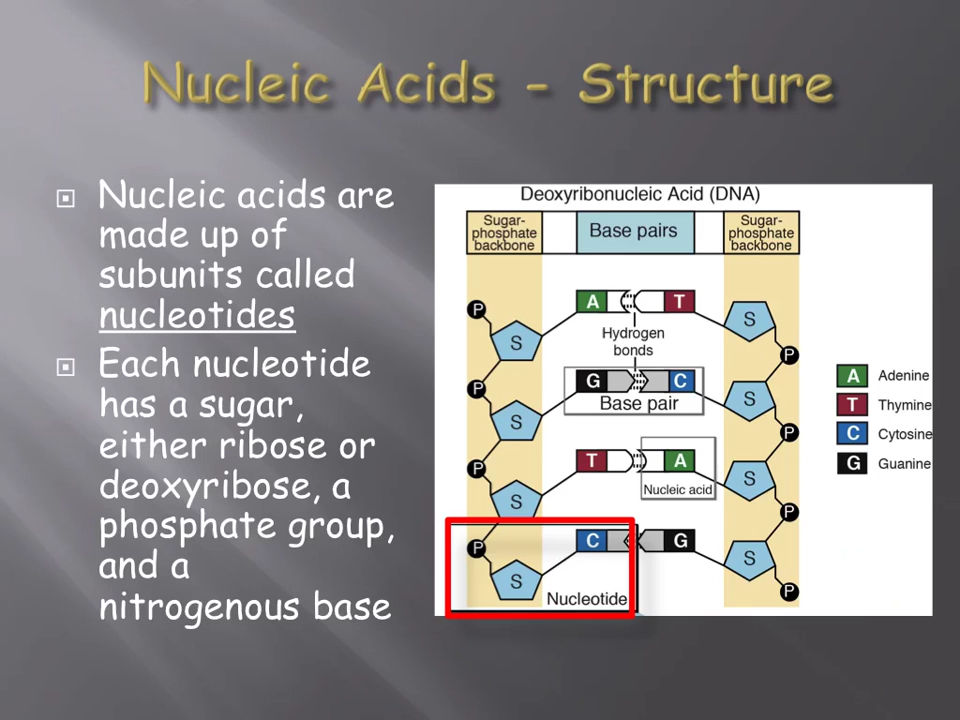 Nucleic Acids - Structure
Nucleic acids are
made up of
subunits called
nucleotides
Each nucleotide
has a sugar,
either ribose or
deoxyribose, a
phosphate group,
and a
nitrogenous base
Deoxyribonucleic Acid (DNA)
Sugar-
phosphate
backbone
Base pairs
Sugar-
phosphate
backbone
P
A
T
S
S
Hydrogen
bonds
P
P
G
C
S
S
Base pair
P
P
T
A
S
S
Nucleic acid
P
P
C
G
S
S
Nucleotide
P
A Adenine
T Thymine
C Cytosine
G Guanine